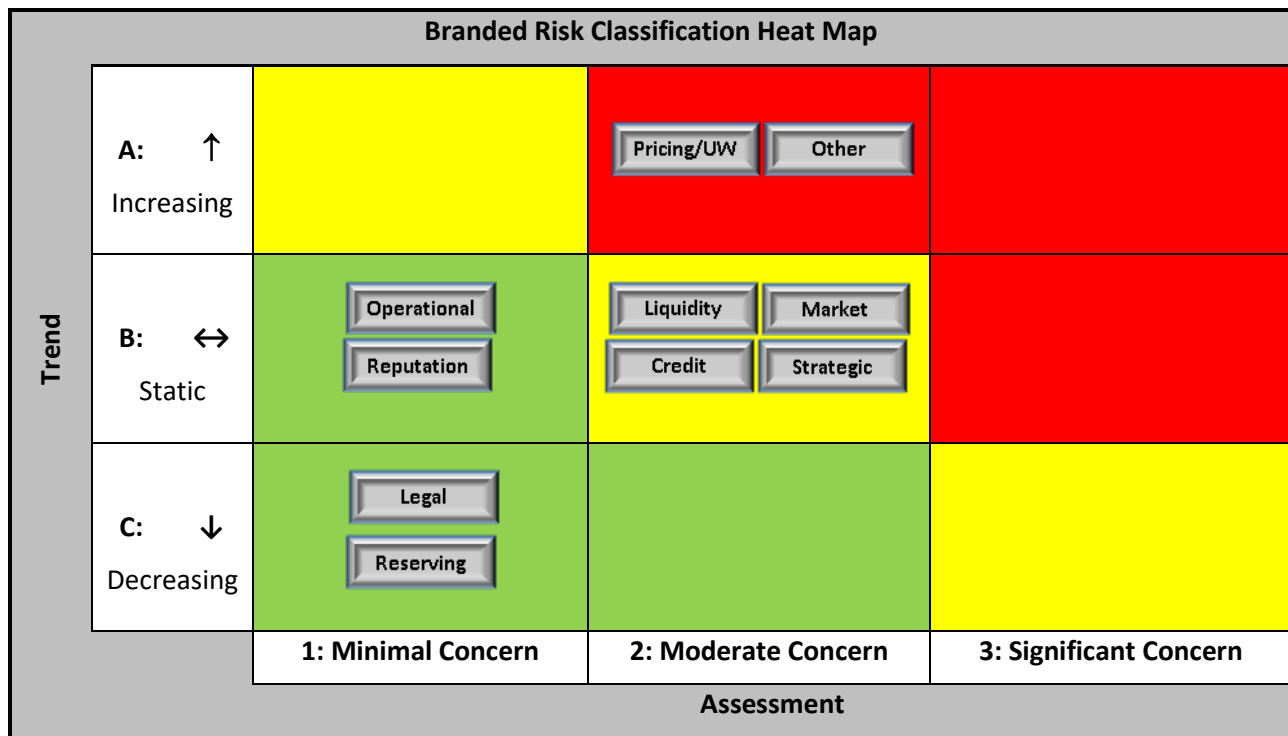 Branded Risk Classification Heat Map
Trend
A: ↑
Increasing
Pricing/UW Other
B: ↔
Static
Operational
Reputation
Liquidity Market
Credit Strategic
C: ↓
Decreasing
Legal
Reserving
1: Minimal Concern 2: Moderate Concern 3: Significant Concern
Assessment